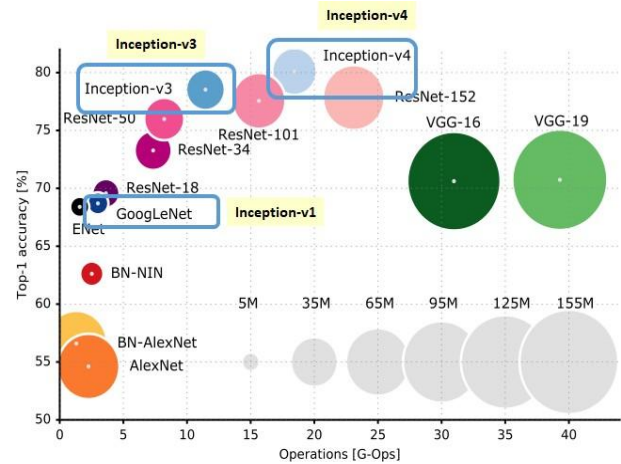 Inception-v4
Inception-v3
80
Inception-v4
Inception-v3
ResNet-152
ResNet-50
VGG-16
VGG-19
75
ResNet-101
ResNet-34
70
ResNet-18
GoogLeNet
Inception-v1
ENet
65
BN-NIN
60
5M 35M 65M 95M 125M 155M
BN-AlexNet
55
AlexNet
50
0 5 10 15 20 25 30 35 40
Operations [G-Ops]
Top-1 accuracy [%]